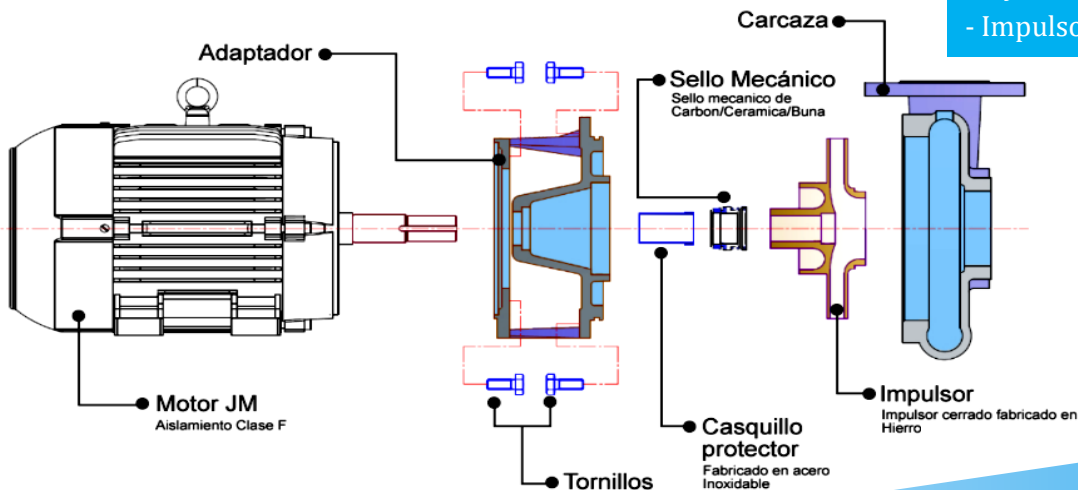 Carcaza
- Impulso
Adaptador
Sello Mecánico
Sello mecanico de
Carbon/Ceramica/Buna
Motor JM
Aislamiento Clase F
Impulsor
Impulsor cerrado fabricado en
Hierro
Casquillo
protector
Fabricado en acero
Inoxidable
Tornillos